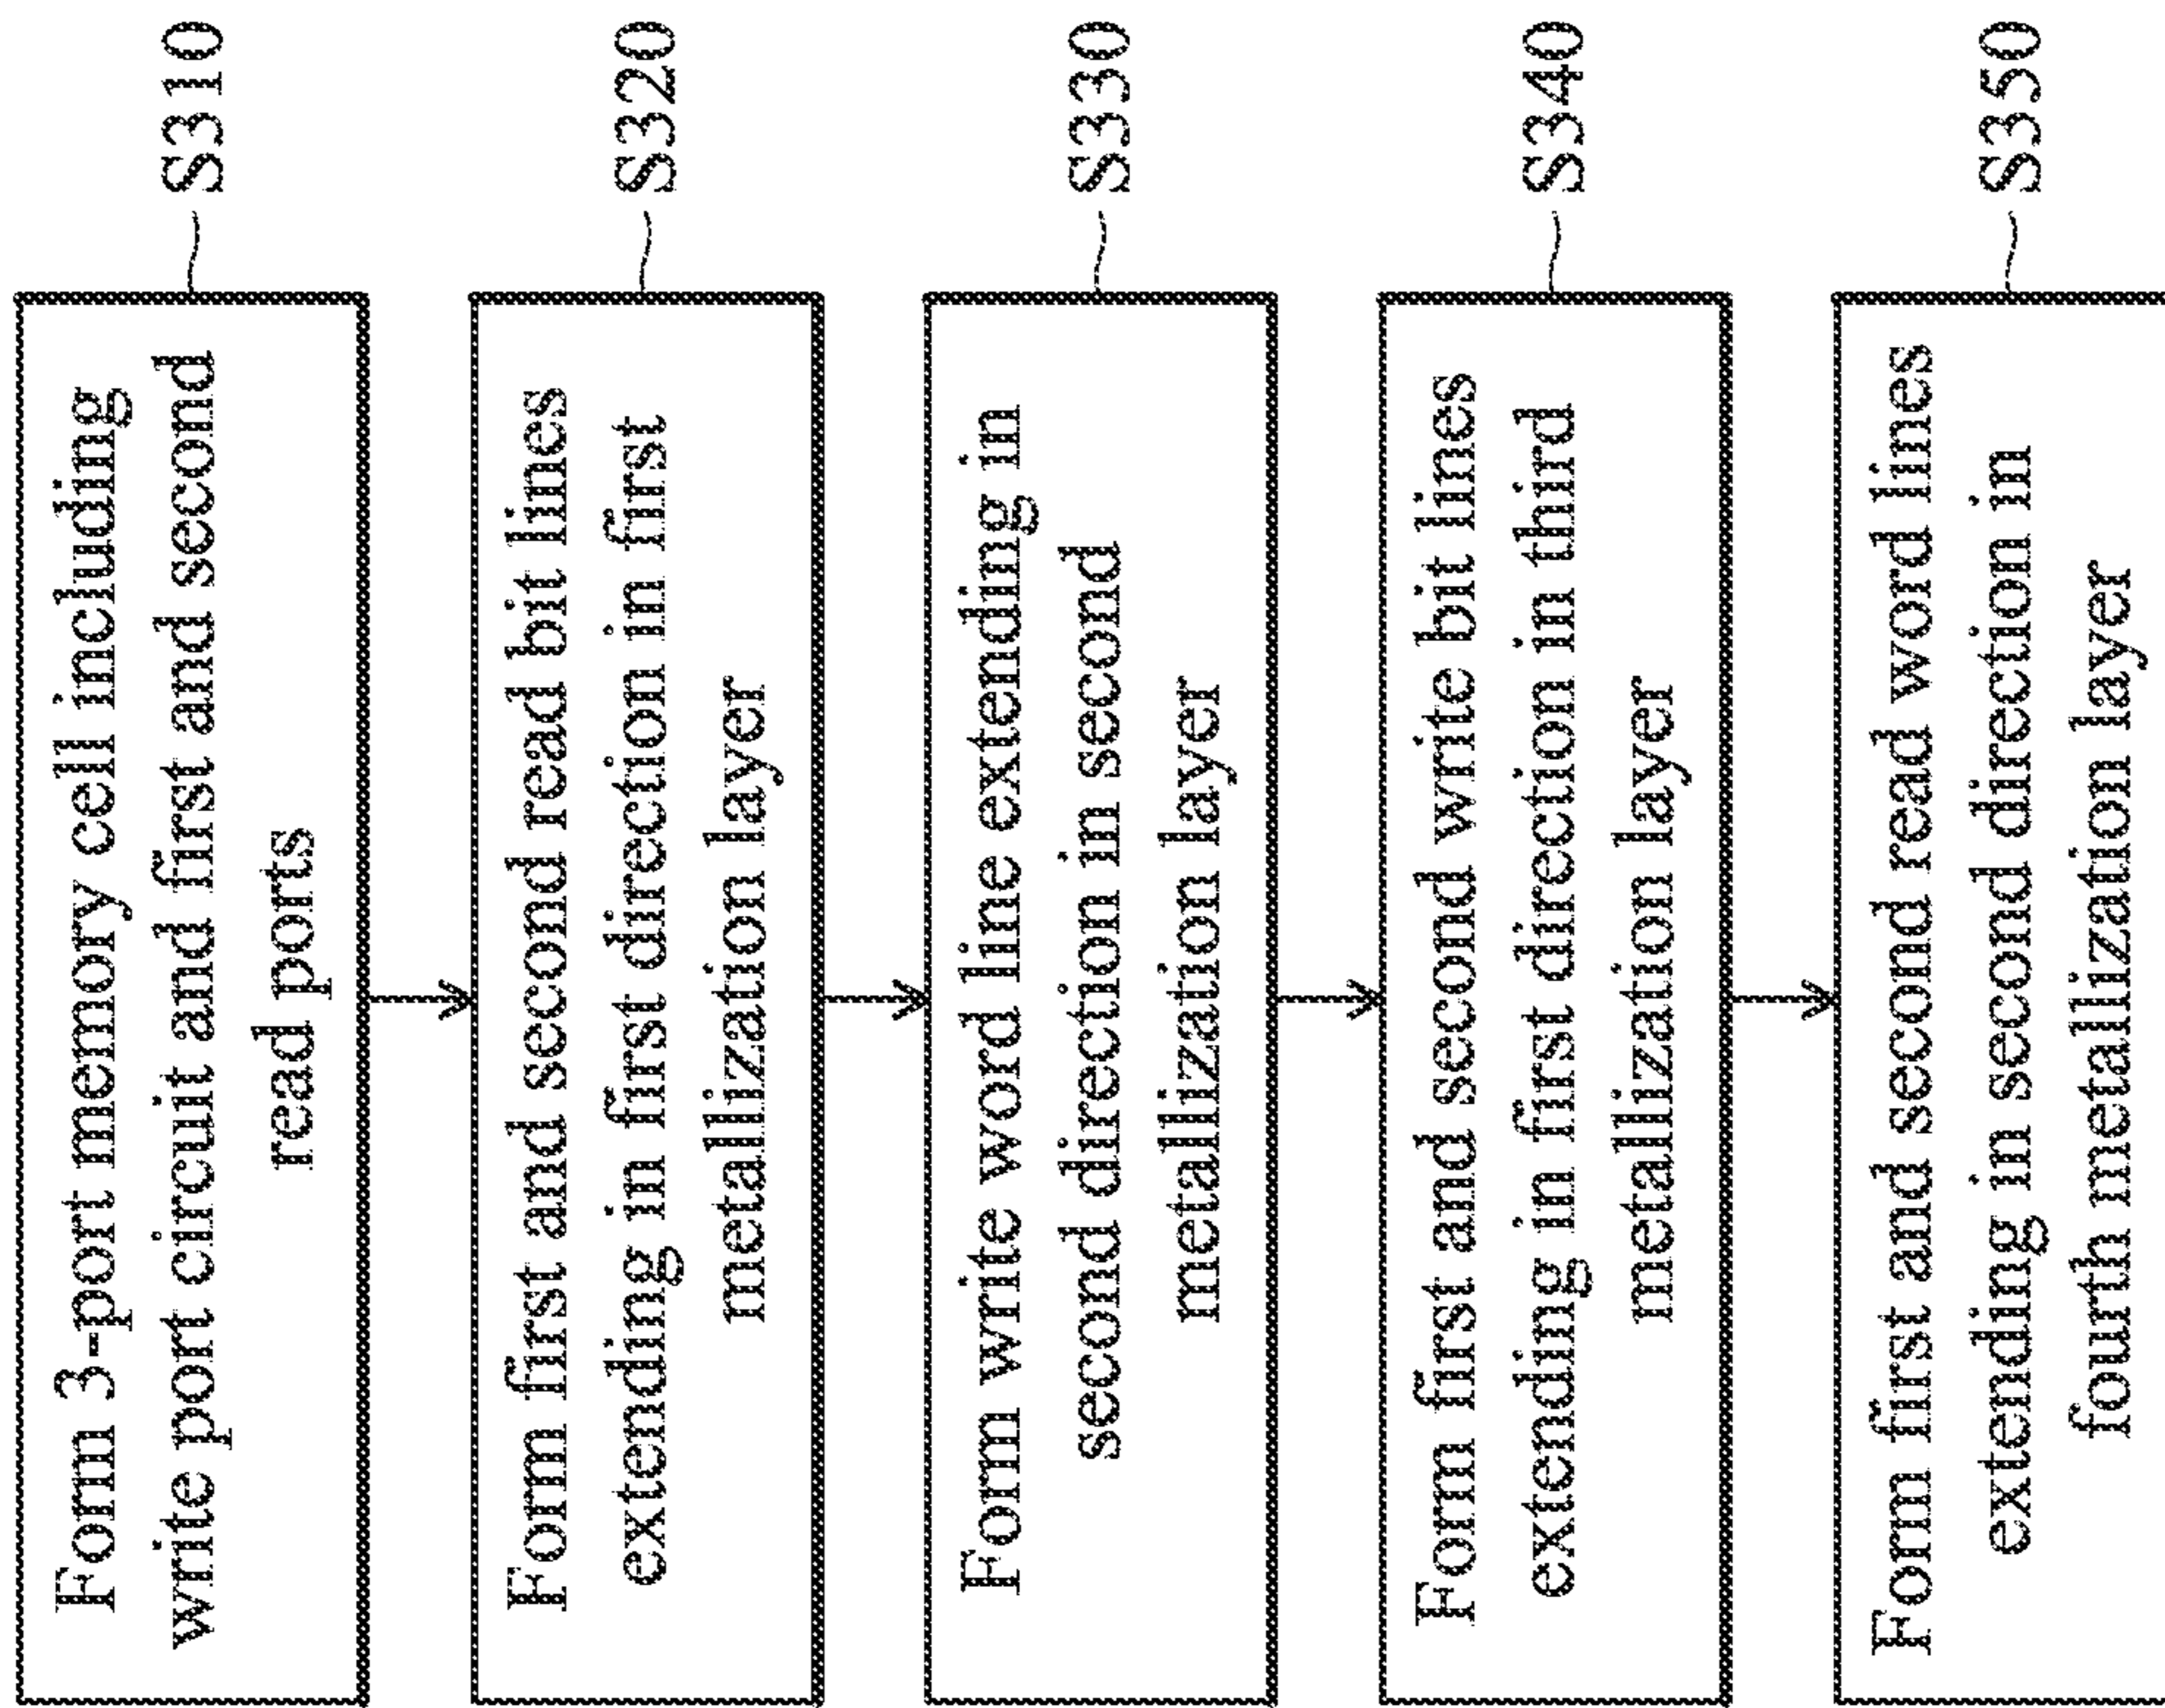 Form 3-port memory cell including
write port circuit and first and second
read ports
S310
Form first and second read bit lines
extending in first direction in first
metallization layer
S320
Form write word line extending in
second direction in second
metallization layer
S330
Form first and second write bit lines
extending in first direction in third
metallization layer
S340
Form first and second read word lines
extending in second direction in
fourth metallization layer
S350